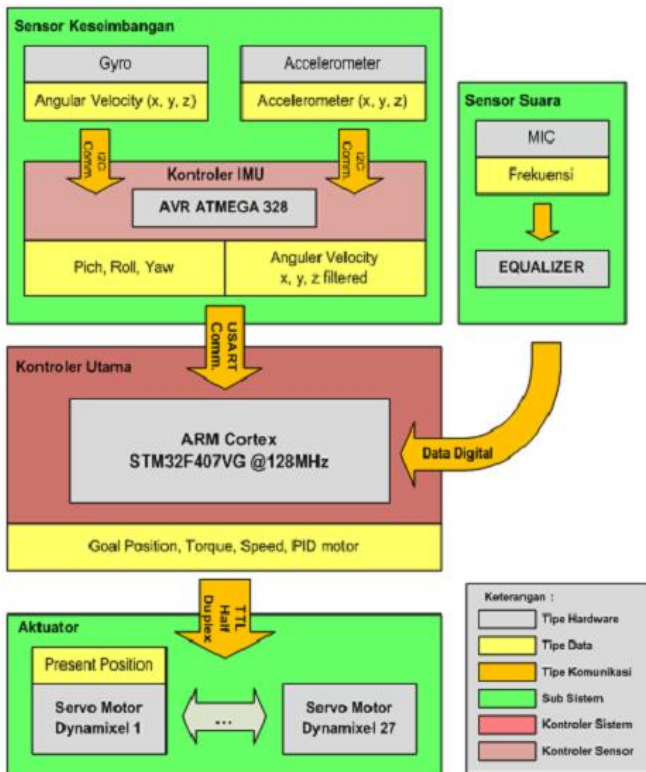 Sensor Keseimbangan
Gyro
Angular Velocity (x, y, z)
Accelerometer
Accelerometer (x, y, z)
I2C
Comm.
I2C
Comm.
Kontroler IMU
AVR ATMEGA 328
Pich, Roll, Yaw
Anguler Velocity
x, y, z filtered
Sensor Suara
MIC
Frekuensi
EQUALIZER
USART
Comm.
Kontroler Utama
ARM Cortex
STM32F407VG @128MHz
Data Digital
Goal Position, Torque, Speed, PID motor
TTL
Half
Duplex
Aktuator
Present Position
Servo Motor
Dynamixel 1
...
Servo Motor
Dynamixel 27
Keterangan :
Tipe Hardware
Tipe Data
Tipe Komunikasi
Sub Sistem
Kontroler Sistem
Kontroler Sensor